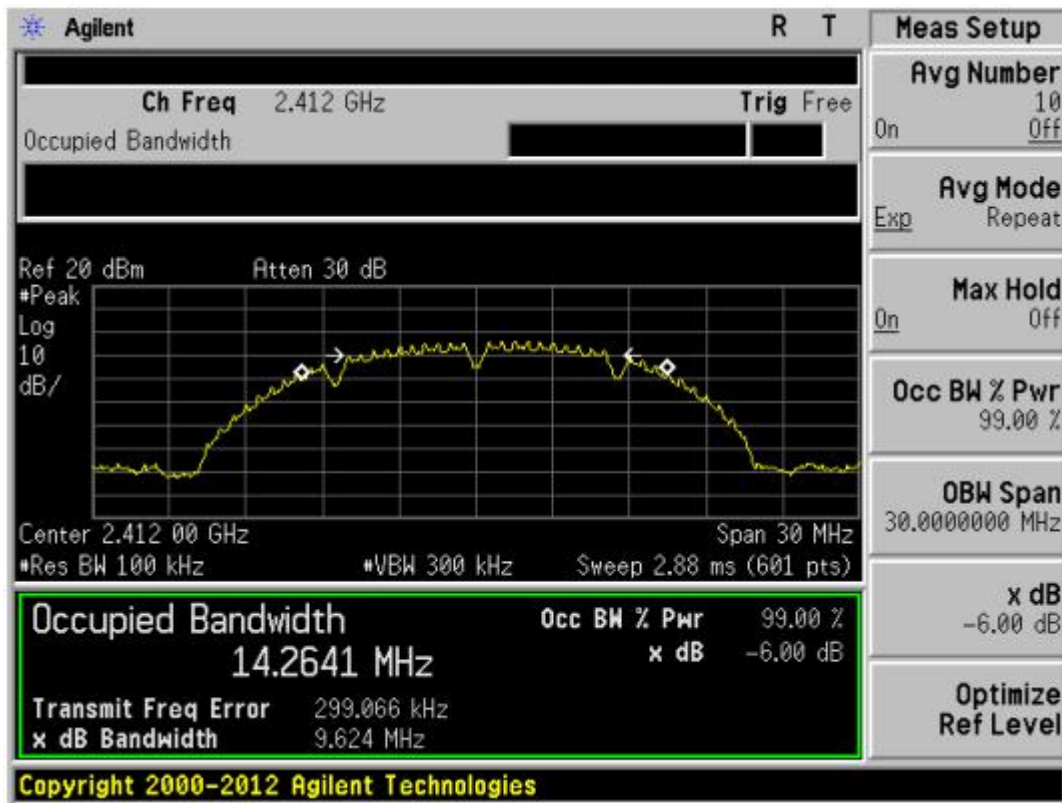 Agilent R T
Ch Freq 2.412 GHz Trig Free
Occupied Bandwidth
Ref 20 dBm Atten 30 dB
#Peak
Log
10
dB/
Center 2.412 00 GHz Span 30 MHz
#Res BW 100 kHz #VBW 300 kHz Sweep 2.88 ms (601 pts)
Occupied Bandwidth
14.2641 MHz
Occ BW % Pwr 99.00 %
x dB -6.00 dB
Transmit Freq Error 299.066 kHz
x dB Bandwidth 9.624 MHz
Copyright 2000-2012 Agilent Technologies
Meas Setup
Avg Number
10
On Off
Avg Mode
Exp Repeat
Max Hold
On Off
Occ BW % Pwr
99.00 %
OBW Span
30.0000000 MHz
x dB
-6.00 dB
Optimize
Ref Level